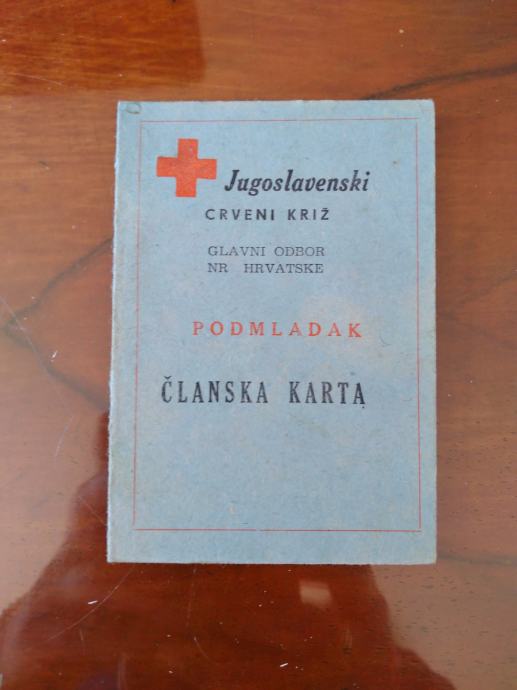 Jugoslavenski
CRVENI KRIŽ
GLAVNI ODBOR
NR HRVATSKE
PODMLADAK
ČLANSKA KARTA